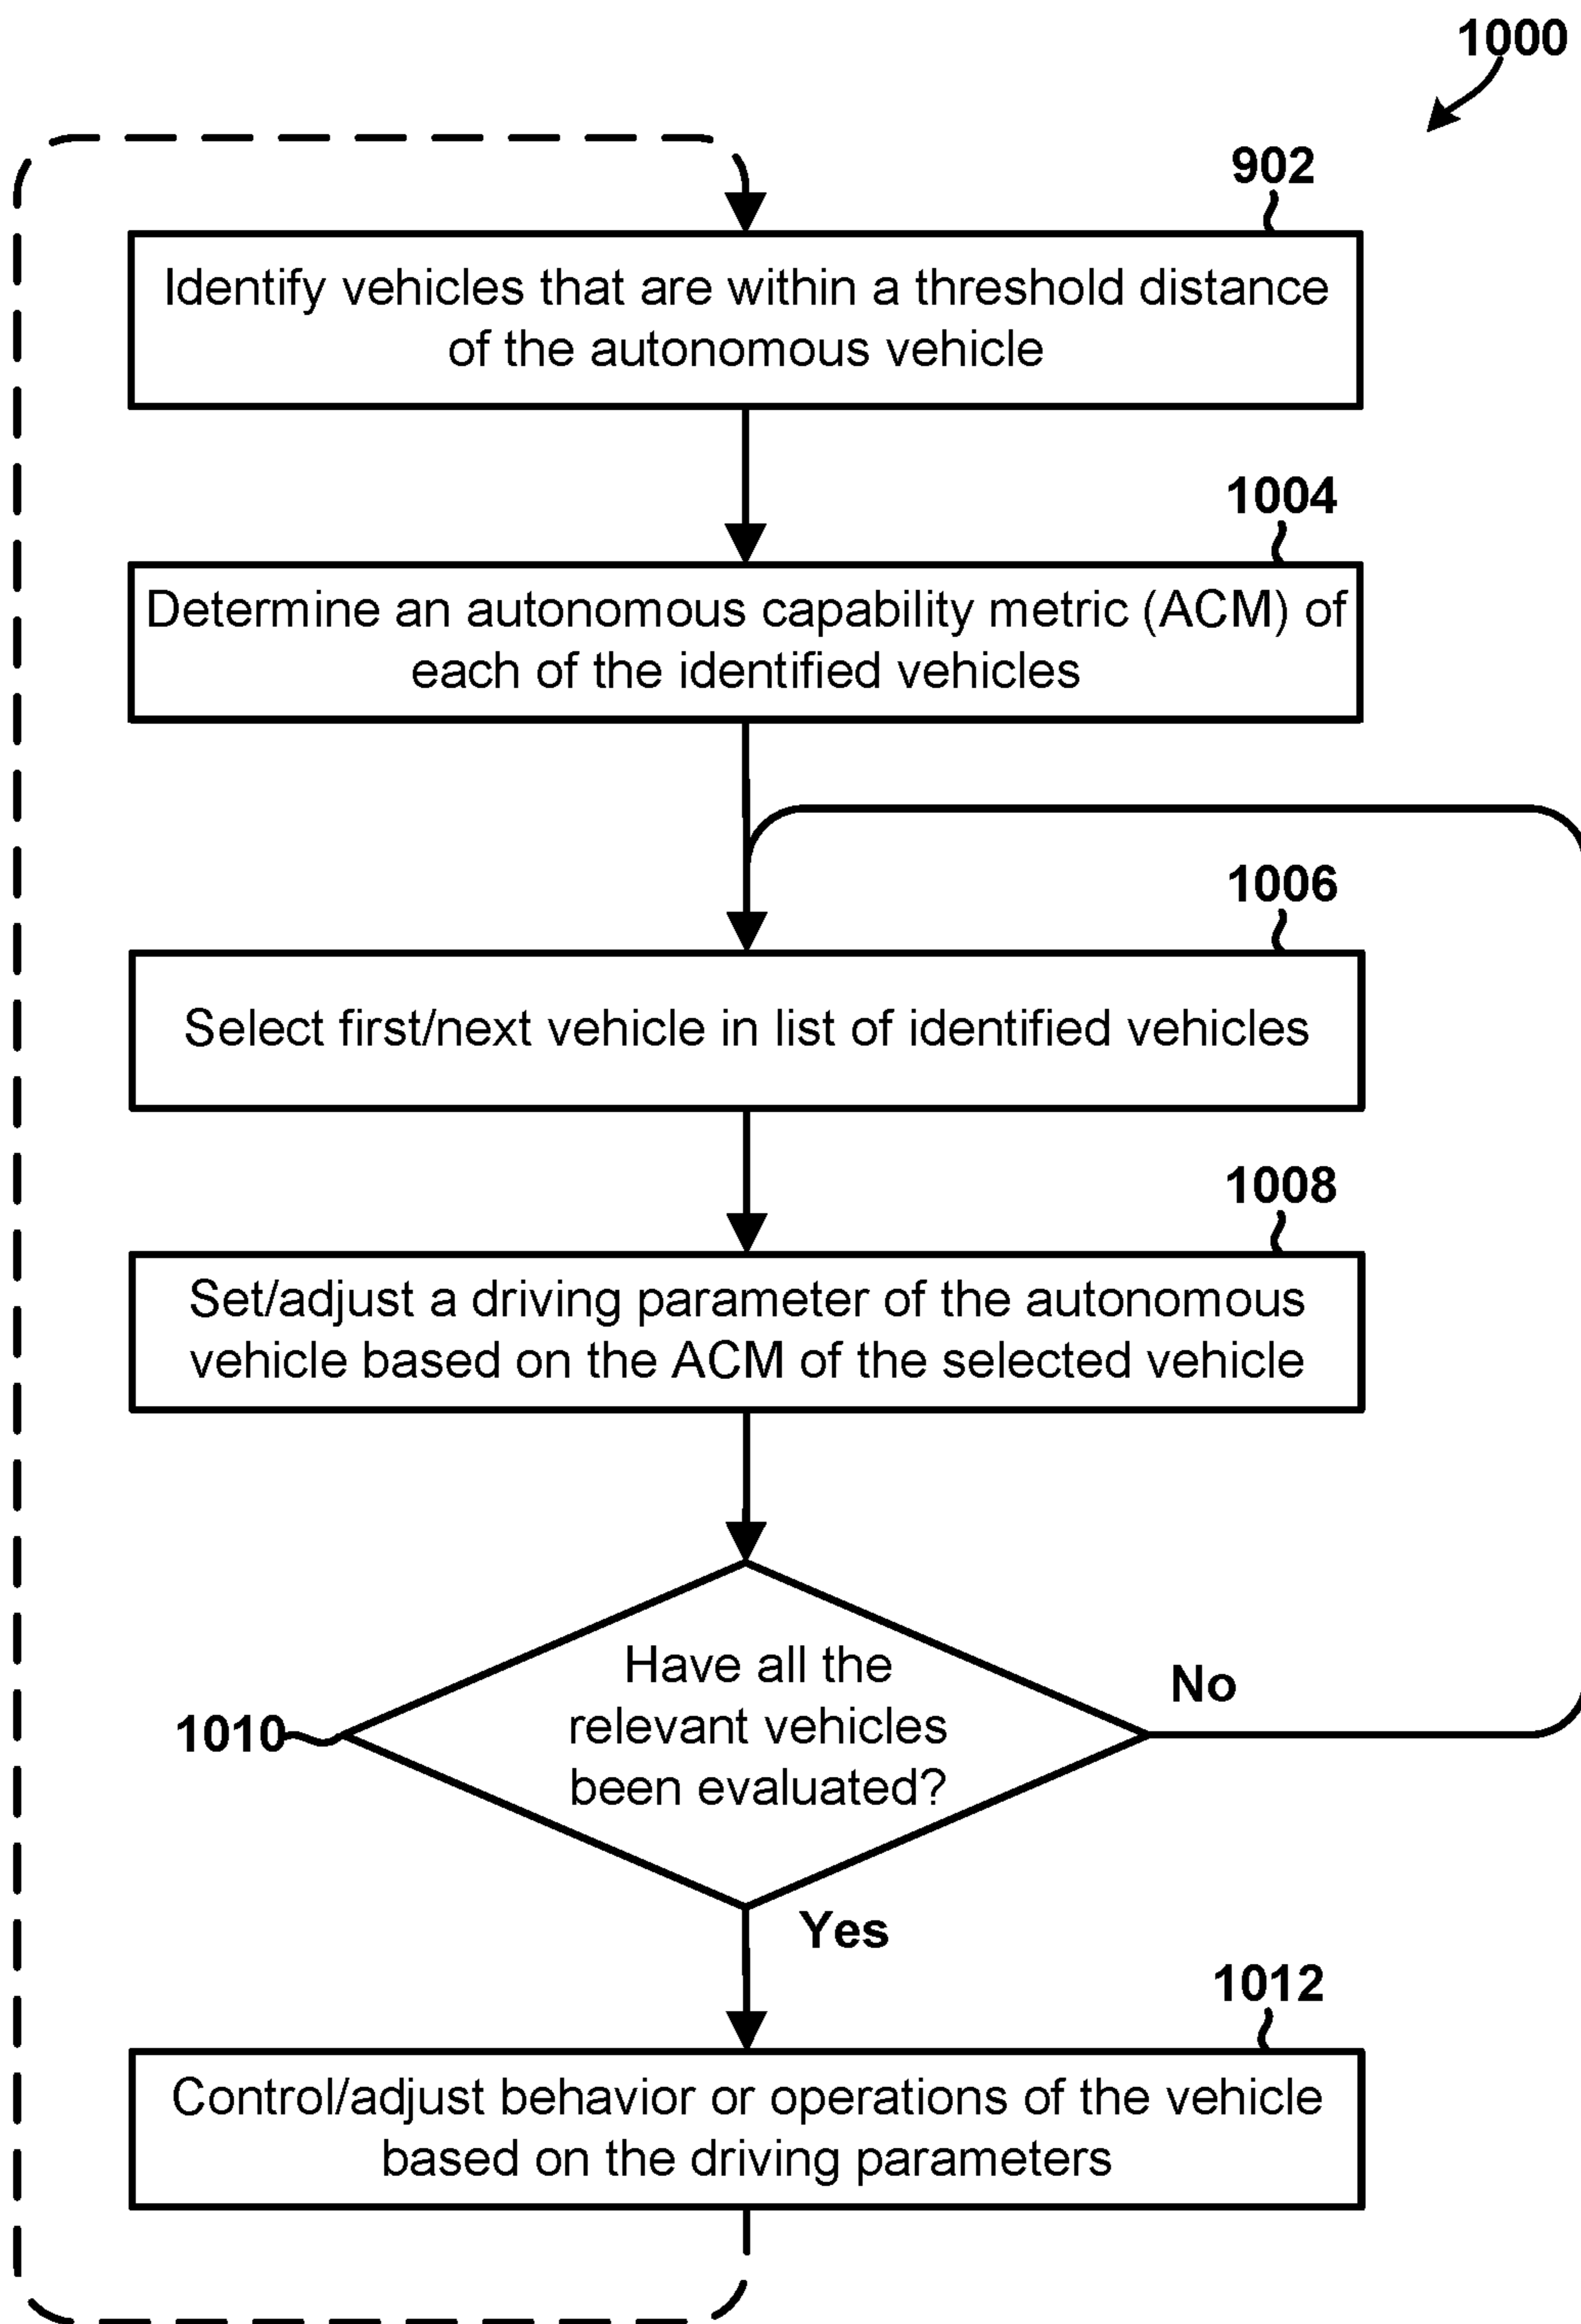 1000
902
Identify vehicles that are within a threshold distance
of the autonomous vehicle
1004
Determine an autonomous capability metric (ACM) of
each of the identified vehicles
1006
Select first/next vehicle in list of identified vehicles
1008
Set/adjust a driving parameter of the autonomous
vehicle based on the ACM of the selected vehicle
Have all the
relevant vehicles
been evaluated?
1010
No
Yes
1012
Control/adjust behavior or operations of the vehicle
based on the driving parameters